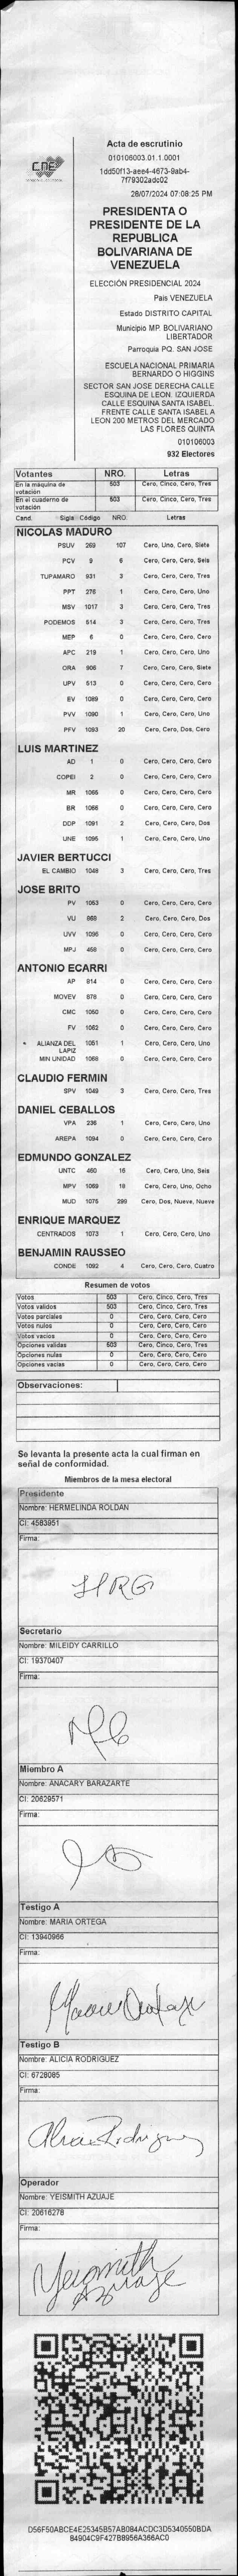 CNE
Acta de escrutinio
010106003.01.1.0001
1dd50f13-aee4-4673-9ab4-
7f79302adc02
28/07/2024 07:08:25 PM
PRESIDENTA O
PRESIDENTE DE LA
REPUBLICA
BOLIVARIANA DE
VENEZUELA
ELECCIÓN PRESIDENCIAL 2024
País VENEZUELA
Estado DISTRITO CAPITAL
Municipio MP. BOLIVARIANO
LIBERTADOR
Parroquia PQ. SAN JOSE
ESCUELA NACIONAL PRIMARIA
BERNARDO O HIGGINS
SECTOR SAN JOSE DERECHA CALLE
ESQUINA DE LEON. IZQUIERDA
CALLE ESQUINA SANTA ISABEL.
FRENTE CALLE SANTA ISABEL A
LEON 200 METROS DEL MERCADO
LAS FLORES QUINTA
010106003
932 Electores
Votantes NRO. Letras
En la máquina de votación 503 Cero, Cinco, Cero, Tres
En el cuaderno de votación 503 Cero, Cinco, Cero, Tres
Cand. Sigla Código NRO. Letras
NICOLAS MADURO
PSUV 269 107 Cero, Uno, Cero, Siete
PCV 9 6 Cero, Cero, Cero, Seis
TUPAMARO 931 3 Cero, Cero, Cero, Tres
PPT 276 1 Cero, Cero, Cero, Uno
MSV 1017 3 Cero, Cero, Cero, Tres
PODEMOS 514 3 Cero, Cero, Cero, Tres
MEP 6 0 Cero, Cero, Cero, Cero
APC 219 1 Cero, Cero, Cero, Uno
ORA 906 7 Cero, Cero, Cero, Siete
UPV 513 0 Cero, Cero, Cero, Cero
EV 1089 0 Cero, Cero, Cero, Cero
PVV 1090 1 Cero, Cero, Cero, Uno
PFV 1093 20 Cero, Cero, Dos, Cero
LUIS MARTINEZ
AD 1 0 Cero, Cero, Cero, Cero
COPEI 2 0 Cero, Cero, Cero, Cero
MR 1065 0 Cero, Cero, Cero, Cero
BR 1066 0 Cero, Cero, Cero, Cero
DDP 1091 2 Cero, Cero, Cero, Dos
UNE 1095 1 Cero, Cero, Cero, Uno
JAVIER BERTUCCI
EL CAMBIO 1048 3 Cero, Cero, Cero, Tres
JOSE BRITO
PV 1053 0 Cero, Cero, Cero, Cero
VU 868 2 Cero, Cero, Cero, Dos
UVV 1096 0 Cero, Cero, Cero, Cero
MPJ 458 0 Cero, Cero, Cero, Cero
ANTONIO ECARRI
AP 814 0 Cero, Cero, Cero, Cero
MOVEV 876 0 Cero, Cero, Cero, Cero
CMC 1050 0 Cero, Cero, Cero, Cero
FV 1052 0 Cero, Cero, Cero, Cero
ALIANZA DEL LAPIZ 1051 1 Cero, Cero, Cero, Uno
MIN UNIDAD 1068 0 Cero, Cero, Cero, Cero
CLAUDIO FERMIN
SPV 1049 3 Cero, Cero, Cero, Tres
DANIEL CEBALLOS
VPA 236 1 Cero, Cero, Cero, Uno
AREPA 1094 0 Cero, Cero, Cero, Cero
EDMUNDO GONZALEZ
UNTC 460 16 Cero, Cero, Uno, Seis
MPV 1069 18 Cero, Cero, Uno, Ocho
MUD 1075 299 Cero, Dos, Nueve, Nueve
ENRIQUE MARQUEZ
CENTRADOS 1073 1 Cero, Cero, Cero, Uno
BENJAMIN RAUSSEO
CONDE 1092 4 Cero, Cero, Cero, Cuatro
Resumen de votos
Votos 503 Cero, Cinco, Cero, Tres
Votos validos 503 Cero, Cinco, Cero, Tres
Votos parciales 0 Cero, Cero, Cero, Cero
Votos nulos 0 Cero, Cero, Cero, Cero
Votos vacios 0 Cero, Cero, Cero, Cero
Opciones validas 503 Cero, Cinco, Cero, Tres
Opciones nulas 0 Cero, Cero, Cero, Cero
Opciones vacias 0 Cero, Cero, Cero, Cero
Observaciones:
Se levanta la presente acta la cual firman en
señal de conformidad.
Miembros de la mesa electoral
Presidente
Nombre: HERMELINDA ROLDAN
CI: 4583951
Firma:
HRG
Secretario
Nombre: MILEIDY CARRILLO
CI: 19370407
Firma:
Miembro A
Nombre: ANACARY BARAZARTE
CI: 20629571
Firma:
Testigo A
Nombre: MARIA ORTEGA
CI: 13940966
Firma:
Testigo B
Nombre: ALICIA RODRIGUEZ
CI: 6728085
Firma:
Alicia Rodriguez
Operador
Nombre: YEISMITH AZUAJE
CI: 20616278
Firma:
Yeismith
Azuaje
D56F50ABCE4E25345B57AB084ACDC3D5340550BDA
B4904C9F427B8956A366AC0